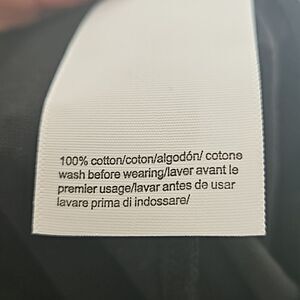 100% cotton/coton/algodón/ cotone
wash before wearing/laver avant le
premier usage/lavar antes de usar
lavare prima di indossare/